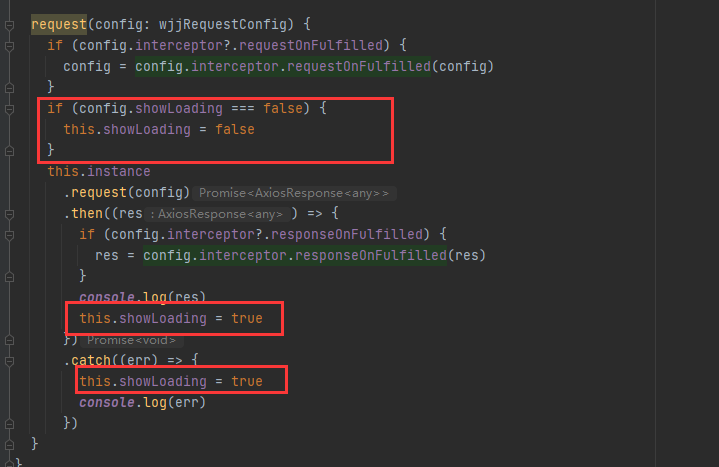 request(config: wjjRequestConfig) {
if (config.interceptor?.requestOnFulfilled) {
config = config.interceptor.requestOnFulfilled(config)
}
if (config.showLoading === false) {
this.showLoading = false
}
this.instance
.request(config) Promise<AxiosResponse<any>>
.then((res : AxiosResponse<any> ) => {
if (config.interceptor?.responseOnFulfilled) {
res = config.interceptor.responseOnFulfilled(res)
}
console.log(res)
this.showLoading = true
}) Promise<void>
.catch((err) => {
this.showLoading = true
console.log(err)
})
}
}